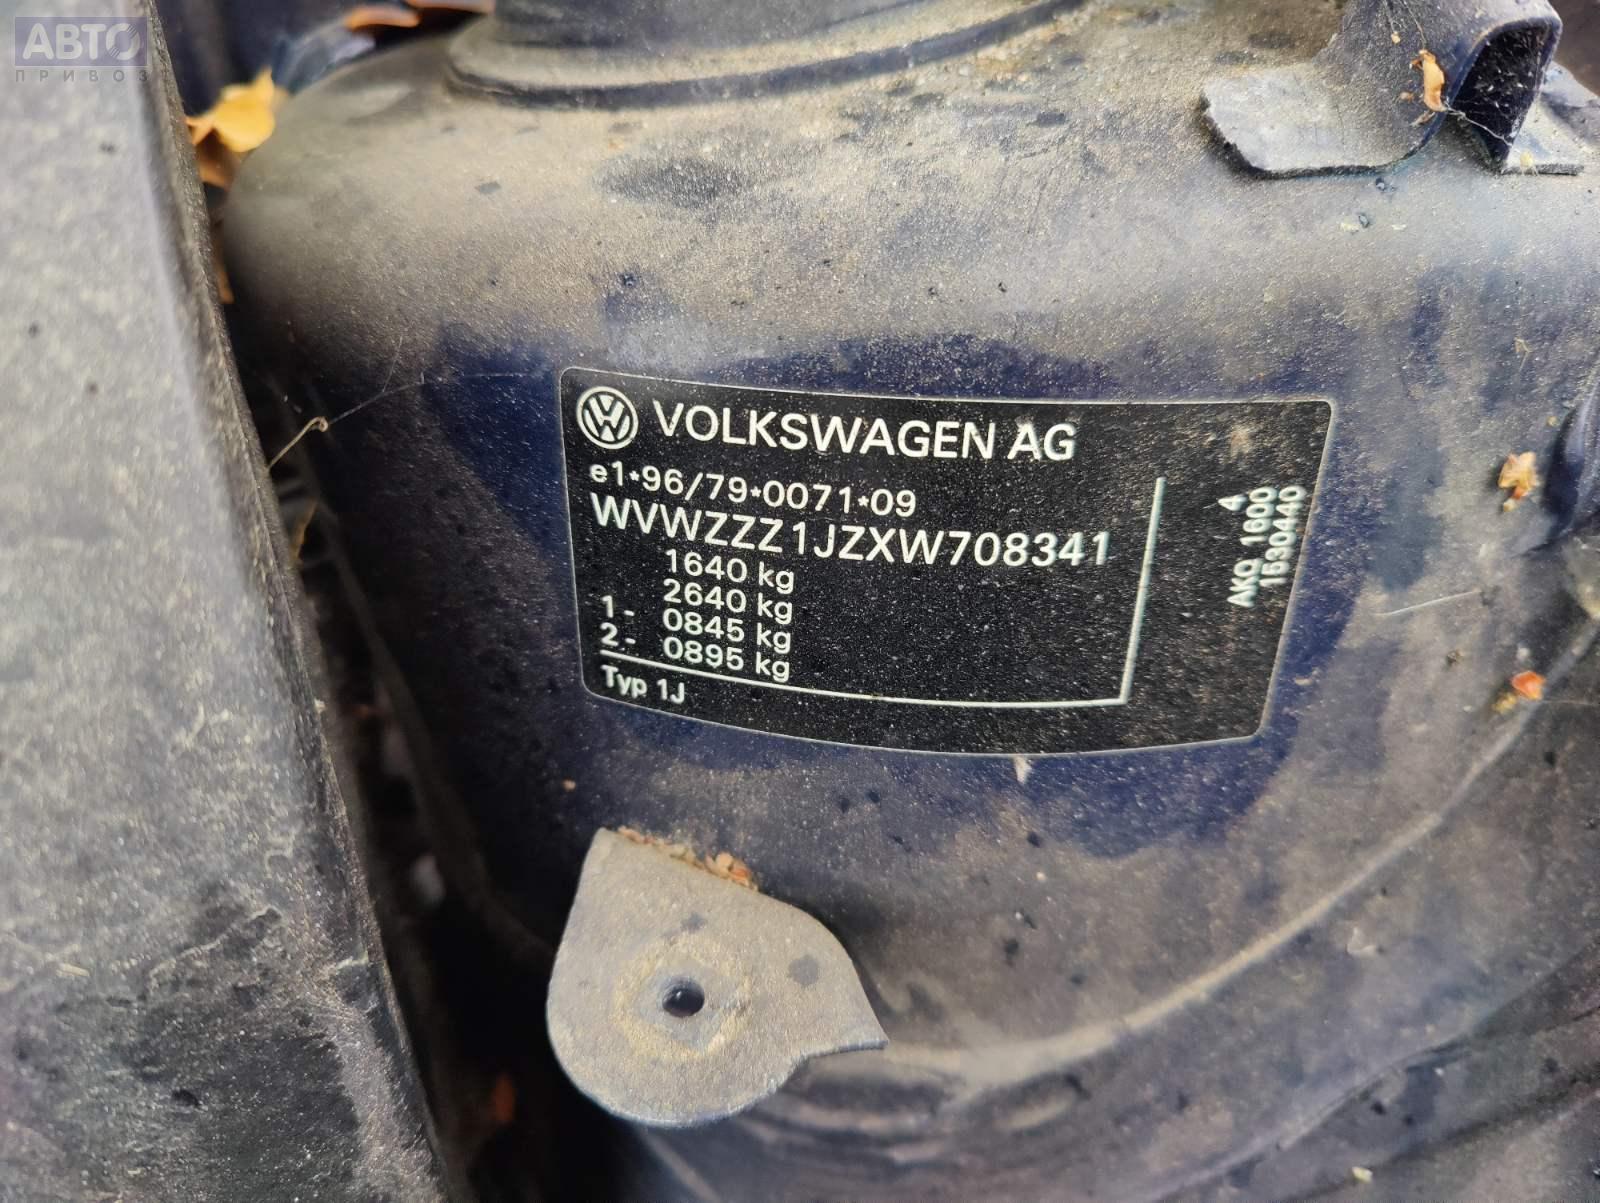 АВТО
ПРИВОЗ
VOLKSWAGEN AG
e1*96/79*0071*09
WVWZZZ1JZXW708341
1640 kg
2640 kg
1- 0845 kg
2- 0895 kg
Typ 1J
4
AKQ 1600
1530440